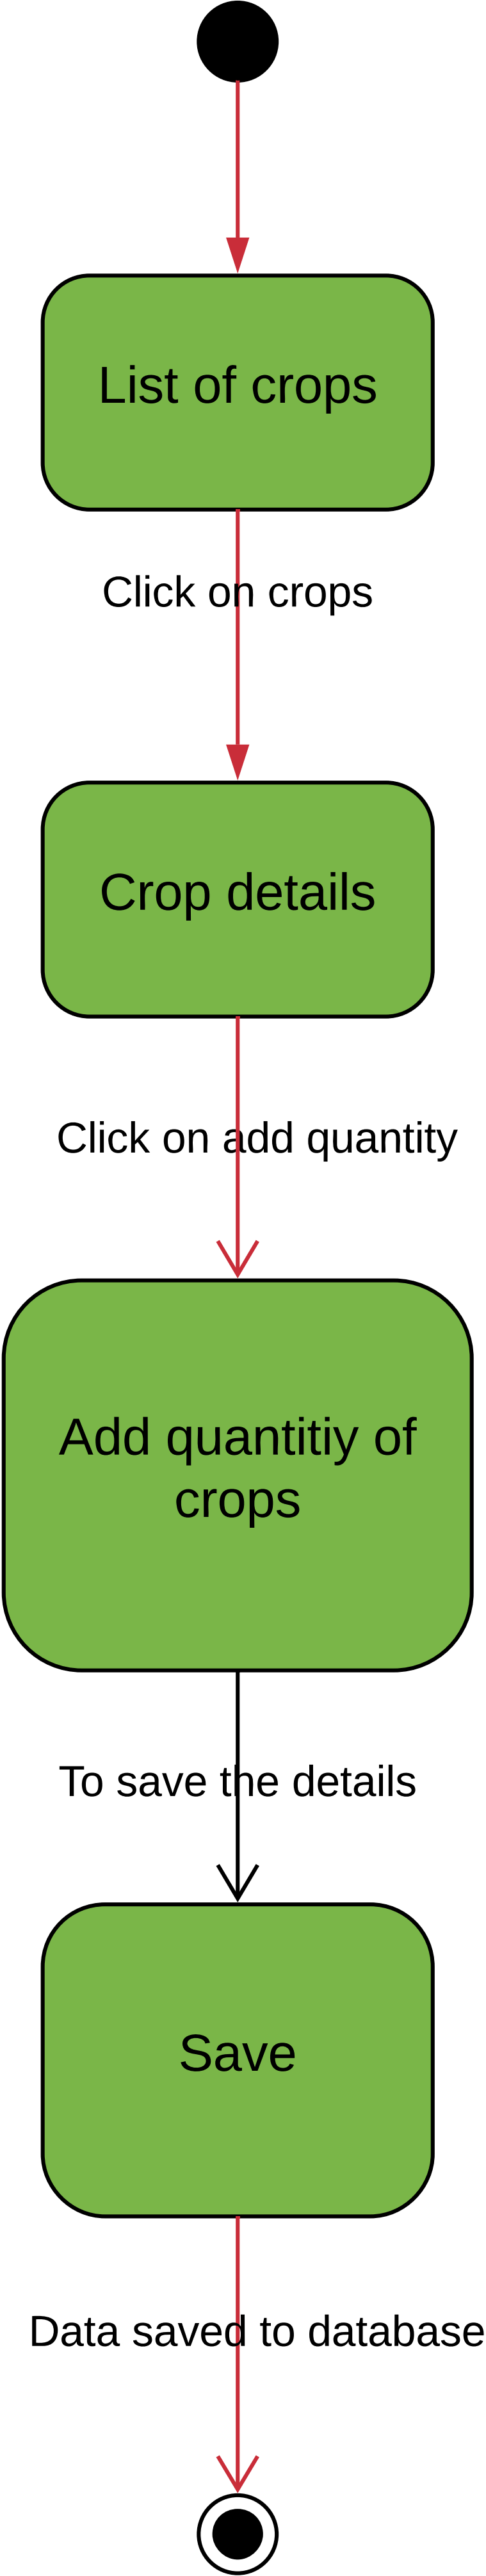 List of crops
Click on crops
Crop details
Click on add quantity
Add quantitiy of
crops
To save the details
Save
Data saved to database